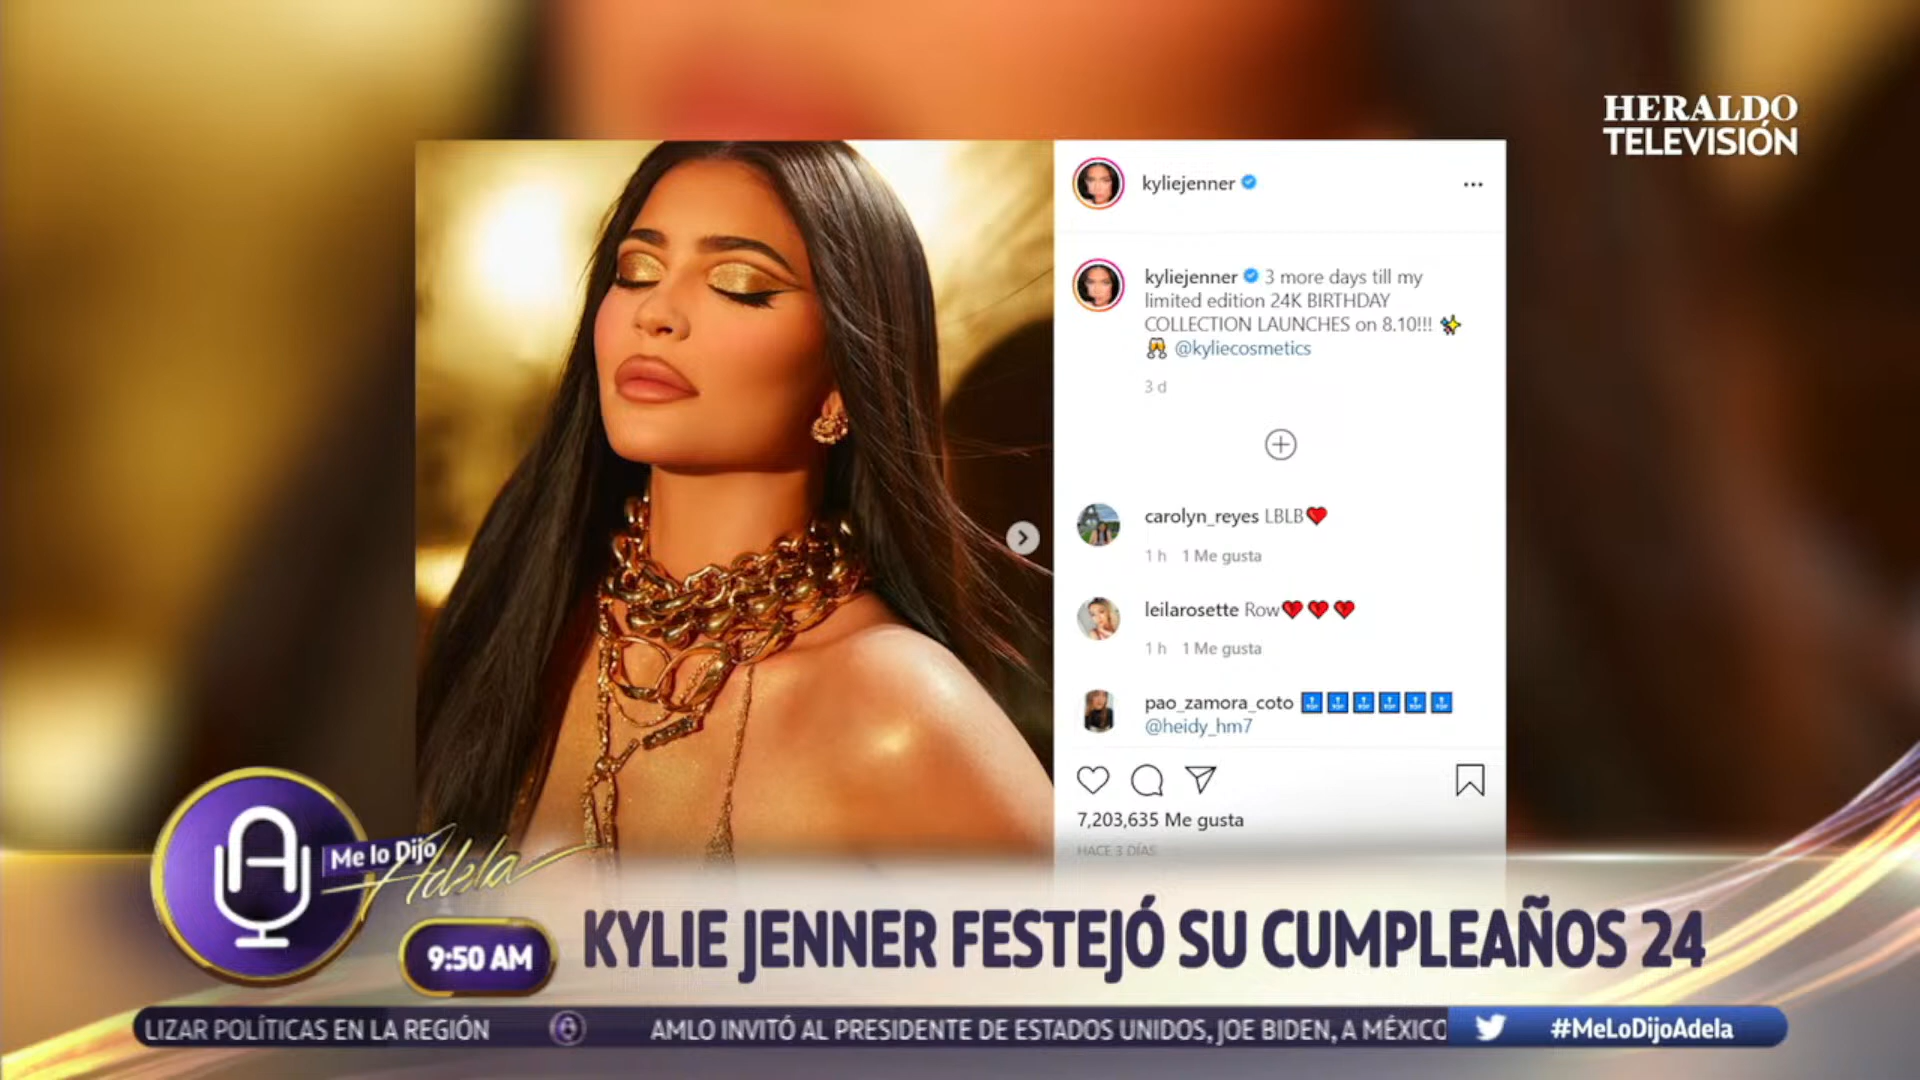 HERALDO
TELEVISIÓN
kyliejenner
kyliejenner 3 more days till my
limited edition 24K BIRTHDAY
COLLECTION LAUNCHES on 8.10!!! ✨
🥂 @kyliecosmetics
3 d
carolyn_reyes LBLB❤️
1 h 1 Me gusta
leilarosette Row❤️❤️❤️
1 h 1 Me gusta
pao_zamora_coto 🔝🔝🔝🔝🔝🔝
@heidy_hm7
7,203,635 Me gusta
HACE 3 DÍAS
Me lo Dijo
Adela
9:50 AM
KYLIE JENNER FESTEJÓ SU CUMPLEAÑOS 24
LIZAR POLÍTICAS EN LA REGIÓN AMLO INVITÓ AL PRESIDENTE DE ESTADOS UNIDOS, JOE BIDEN, A MÉXICO
#MeLoDijoAdela